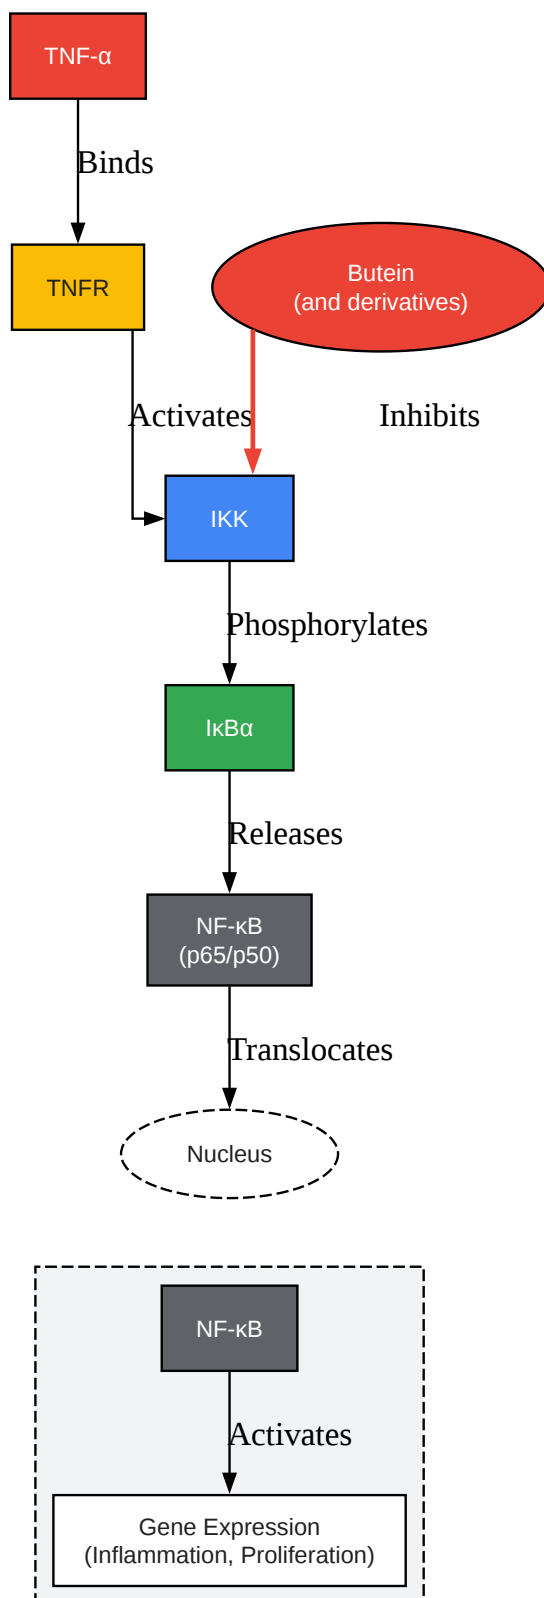 TNF-α
Binds
TNFR
Butein
(and derivatives)
Activates
Inhibits
IKK
Phosphorylates
IκBα
Releases
NF-κB
(p65/p50)
Translocates
Nucleus
NF-κB
Activates
Gene Expression
(Inflammation, Proliferation)